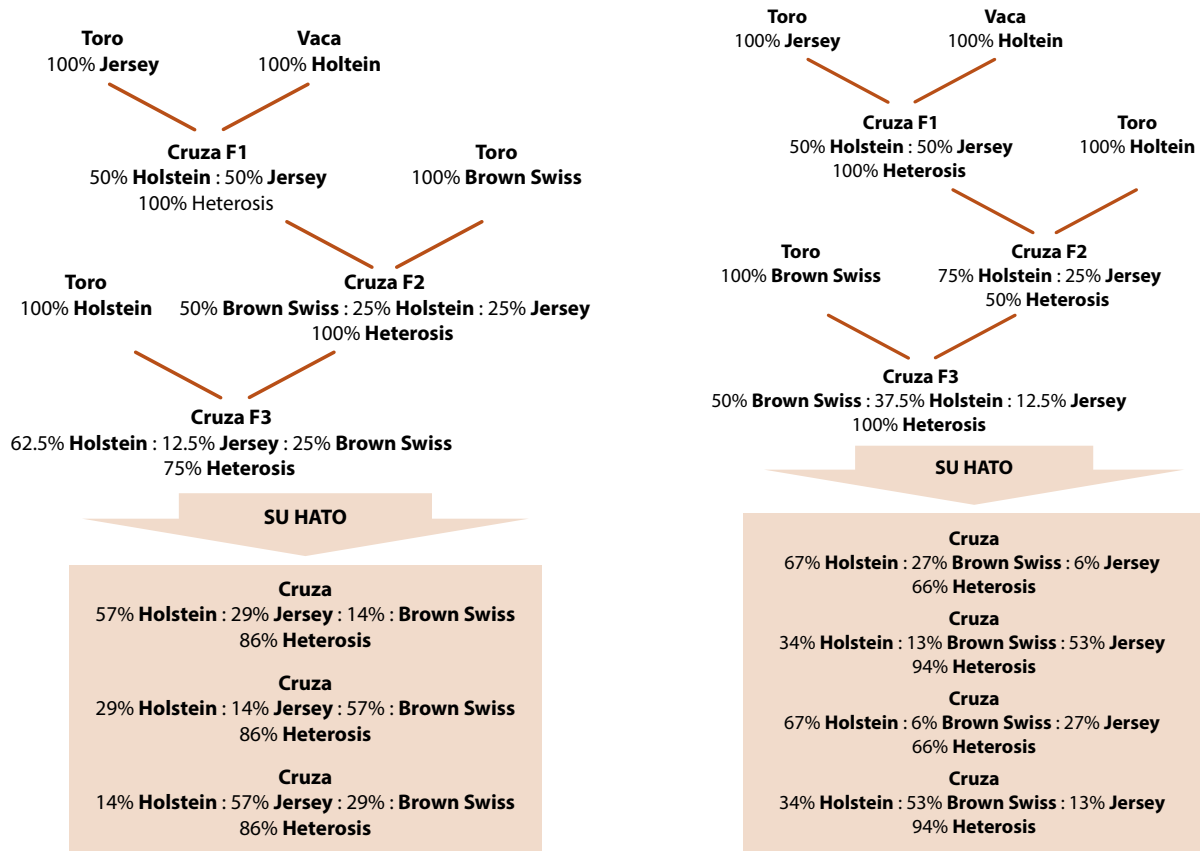 Toro
100% Jersey
Vaca
100% Holtein
Cruza F1
50% Holstein : 50% Jersey
100% Heterosis
Toro
100% Brown Swiss
Toro
100% Holstein
Cruza F2
50% Brown Swiss : 25% Holstein : 25% Jersey
100% Heterosis
Cruza F3
62.5% Holstein : 12.5% Jersey : 25% Brown Swiss
75% Heterosis
SU HATO
Cruza
57% Holstein : 29% Jersey : 14% : Brown Swiss
86% Heterosis
Cruza
29% Holstein : 14% Jersey : 57% : Brown Swiss
86% Heterosis
Cruza
14% Holstein : 57% Jersey : 29% : Brown Swiss
86% Heterosis
Toro
100% Jersey
Vaca
100% Holtein
Cruza F1
50% Holstein : 50% Jersey
100% Heterosis
Toro
100% Holtein
Toro
100% Brown Swiss
Cruza F2
75% Holstein : 25% Jersey
50% Heterosis
Cruza F3
50% Brown Swiss : 37.5% Holstein : 12.5% Jersey
100% Heterosis
SU HATO
Cruza
67% Holstein : 27% Brown Swiss : 6% Jersey
66% Heterosis
Cruza
34% Holstein : 13% Brown Swiss : 53% Jersey
94% Heterosis
Cruza
67% Holstein : 6% Brown Swiss : 27% Jersey
66% Heterosis
Cruza
34% Holstein : 53% Brown Swiss : 13% Jersey
94% Heterosis